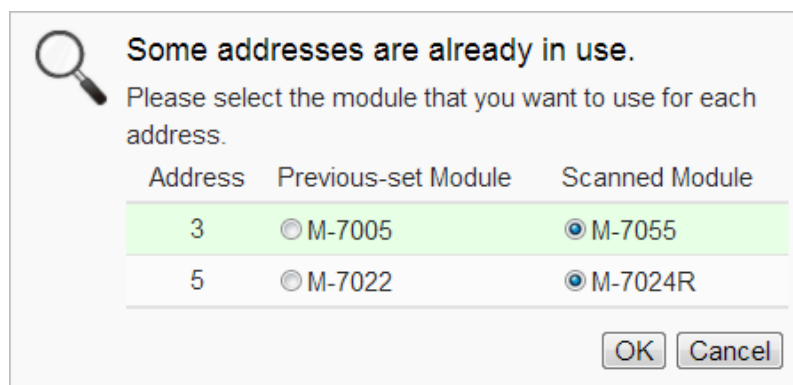 Some addresses are already in use.
Please select the module that you want to use for each
address.
Address Previous-set Module Scanned Module
3 M-7005 M-7055
5 M-7022 M-7024R
OK Cancel